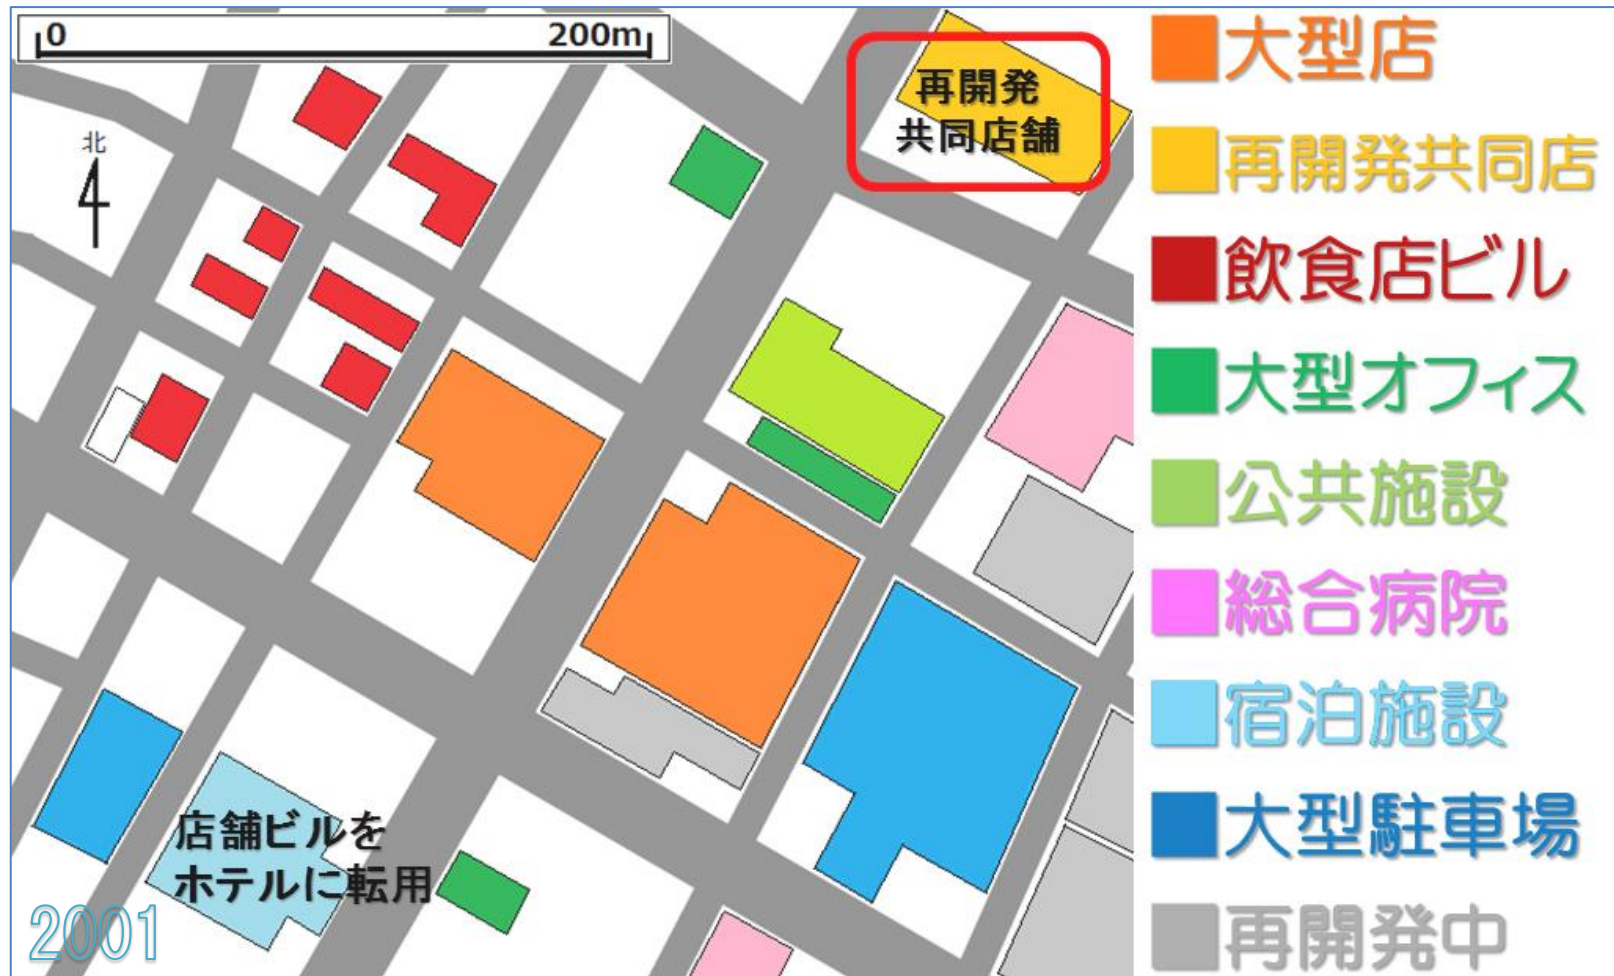 0 200m
北
再開発
共同店舗
店舗ビルを
ホテルに転用
2001
大型店
再開発共同店
飲食店ビル
大型オフィス
公共施設
総合病院
宿泊施設
大型駐車場
再開発中